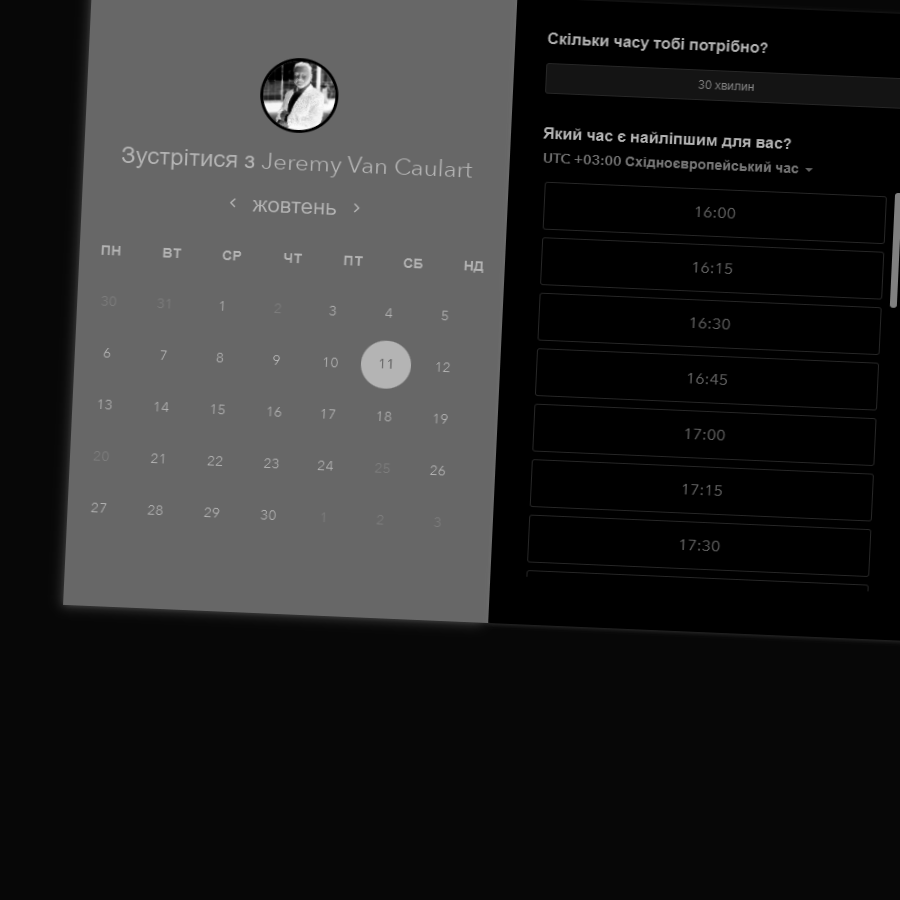 Зустрітися з Jeremy Van Caulart
жовтень
ПН ВТ СР ЧТ ПТ СБ НД
30 31 1 2 3 4 5
6 7 8 9 10 11 12
13 14 15 16 17 18 19
20 21 22 23 24 25 26
27 28 29 30 1 2 3
Скільки часу тобі потрібно?
30 хвилин
Який час є найліпшим для вас?
UTC +03:00 Східноєвропейський час
16:00
16:15
16:30
16:45
17:00
17:15
17:30